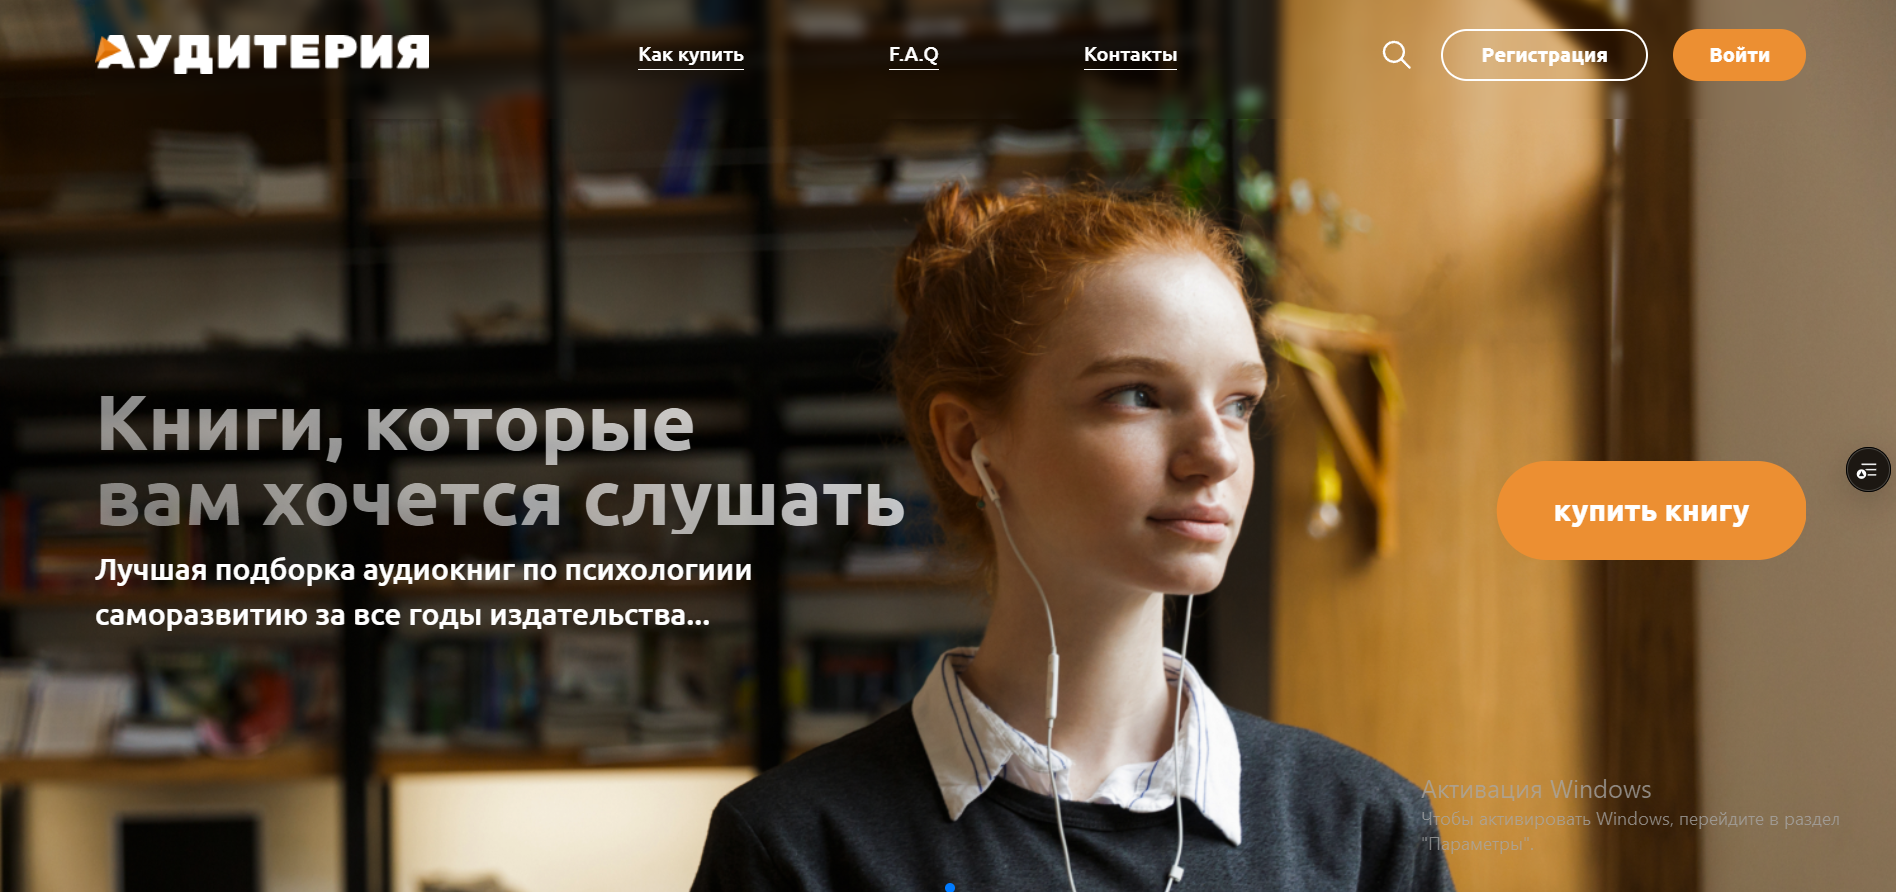 АУДИТЕРИЯ
Как купить
F.A.Q
Контакты
Регистрация
Войти
Книги, которые
вам хочется слушать
Лучшая подборка аудиокниг по психологиии
саморазвитию за все годы издательства...
купить книгу
Активация Windows
Чтобы активировать Windows, перейдите в раздел
"Параметры".